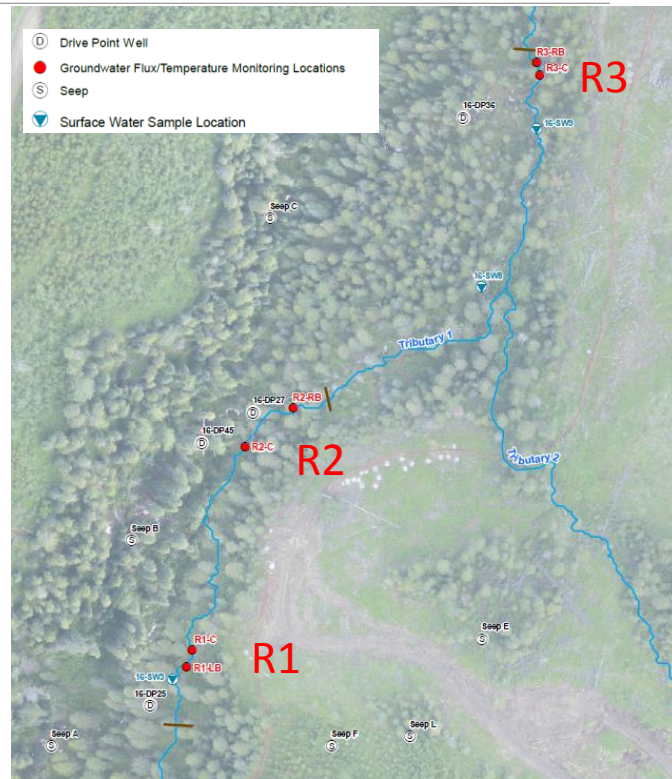 D Drive Point Well
Groundwater Flux/Temperature Monitoring Locations
S Seep
Surface Water Sample Location
R3-RB
R3-C
R3
16-DP36
D
16-SW9
Seep C
S
16-SW8
Tributary 1
16-DP27
D
R2-RB
16-DP45
D
R2-C
R2
Tributary 2
Seep B
S
Seep E
S
R1-C
R1
R1-LB
16-SW3
16-DP25
D
Seep A
S
Seep F
S
Seep L
S